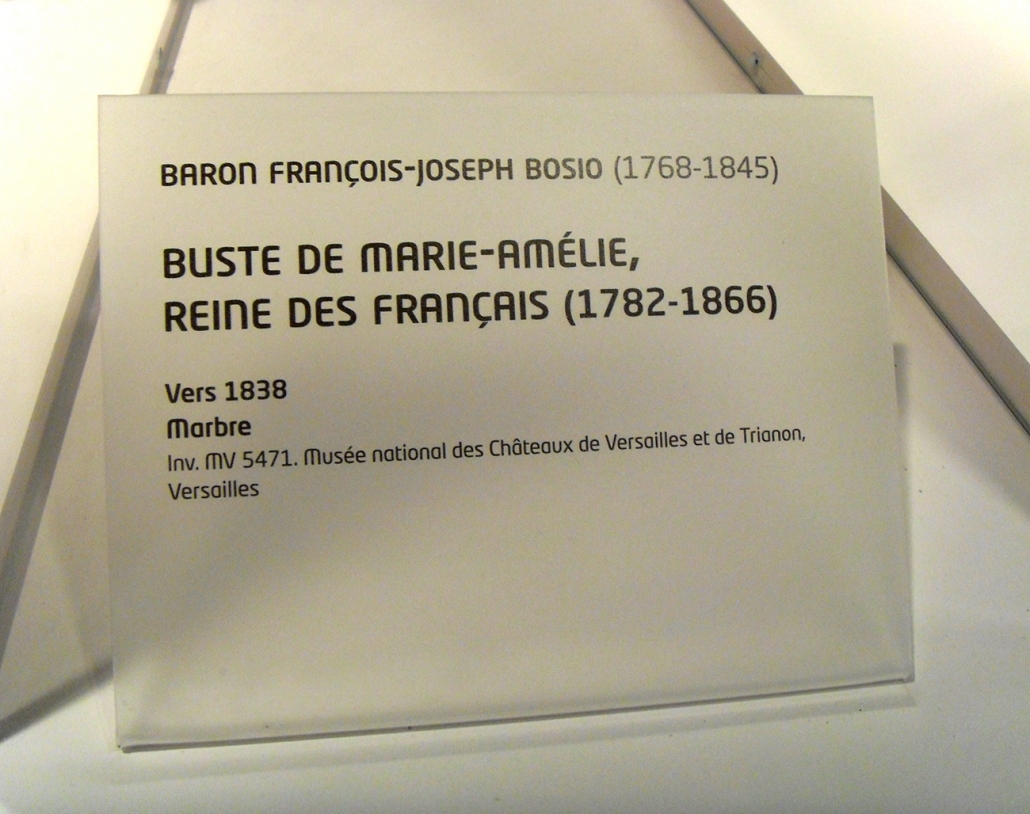 BARON FRANÇOIS-JOSEPH BOSIO (1768-1845)
BUSTE DE MARIE-AMÉLIE,
REINE DES FRANÇAIS (1782-1866)
Vers 1838
Marbre
Inv. MV 5471. Musée national des Châteaux de Versailles et de Trianon,
Versailles